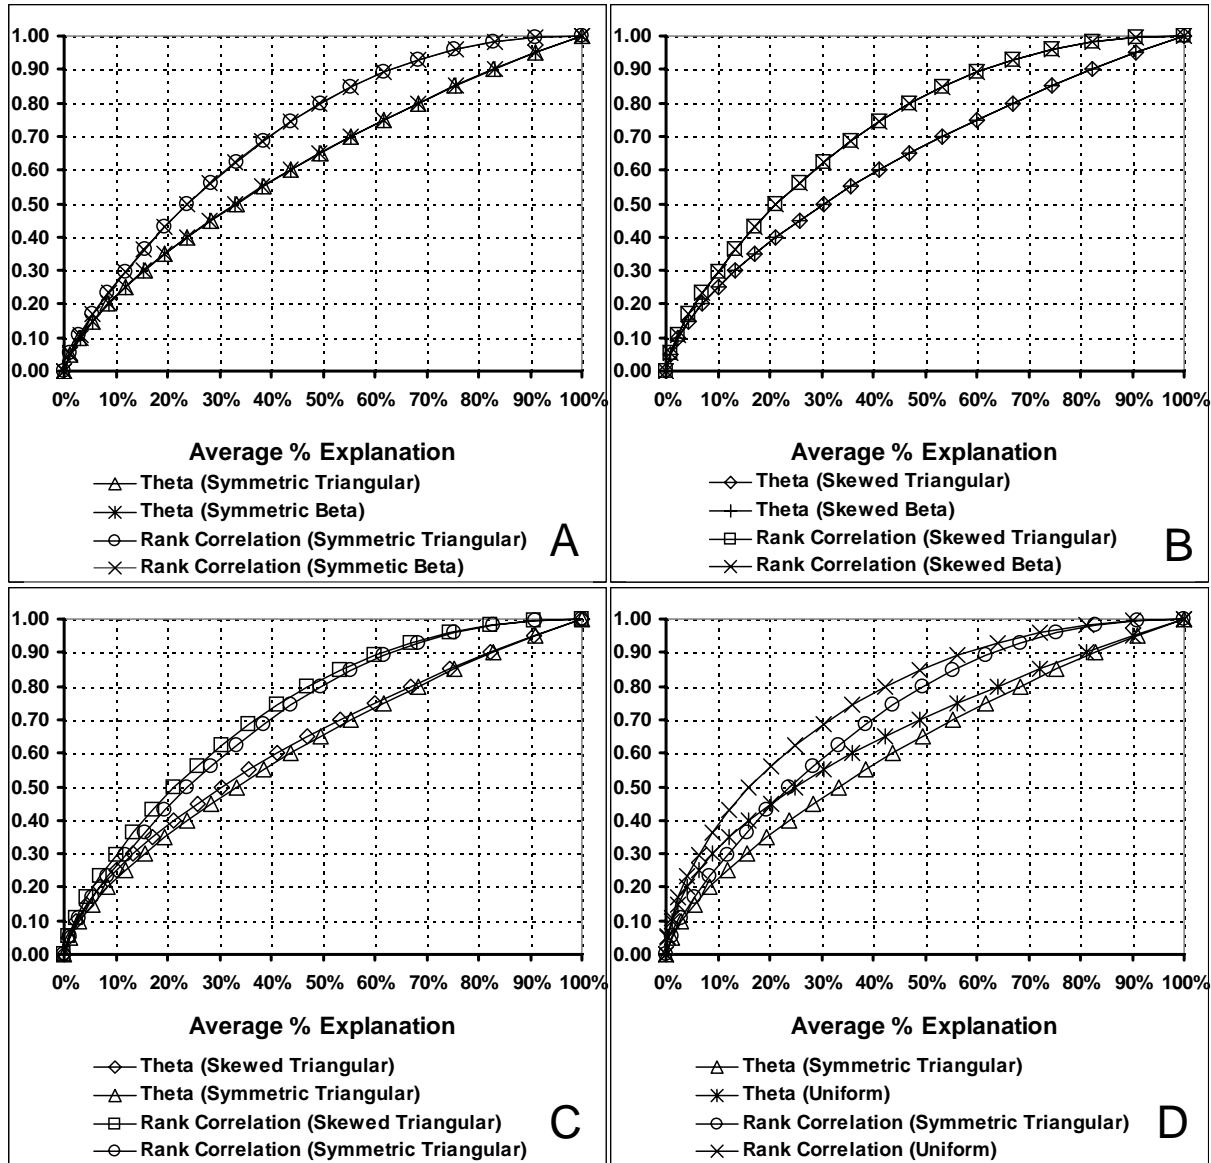 1.00
0.90
0.80
0.70
0.60
0.50
0.40
0.30
0.20
0.10
0.00
0% 10% 20% 30% 40% 50% 60% 70% 80% 90% 100%
Average % Explanation
Theta (Symmetric Triangular)
Theta (Symmetric Beta)
Rank Correlation (Symmetric Triangular)
Rank Correlation (Symmetic Beta)
A
1.00
0.90
0.80
0.70
0.60
0.50
0.40
0.30
0.20
0.10
0.00
0% 10% 20% 30% 40% 50% 60% 70% 80% 90% 100%
Average % Explanation
Theta (Skewed Triangular)
Theta (Skewed Beta)
Rank Correlation (Skewed Triangular)
Rank Correlation (Skewed Beta)
B
1.00
0.90
0.80
0.70
0.60
0.50
0.40
0.30
0.20
0.10
0.00
0% 10% 20% 30% 40% 50% 60% 70% 80% 90% 100%
Average % Explanation
Theta (Skewed Triangular)
Theta (Symmetric Triangular)
Rank Correlation (Skewed Triangular)
Rank Correlation (Symmetric Triangular)
C
1.00
0.90
0.80
0.70
0.60
0.50
0.40
0.30
0.20
0.10
0.00
0% 10% 20% 30% 40% 50% 60% 70% 80% 90% 100%
Average % Explanation
Theta (Symmetric Triangular)
Theta (Uniform)
Rank Correlation (Symmetric Triangular)
Rank Correlation (Uniform)
D